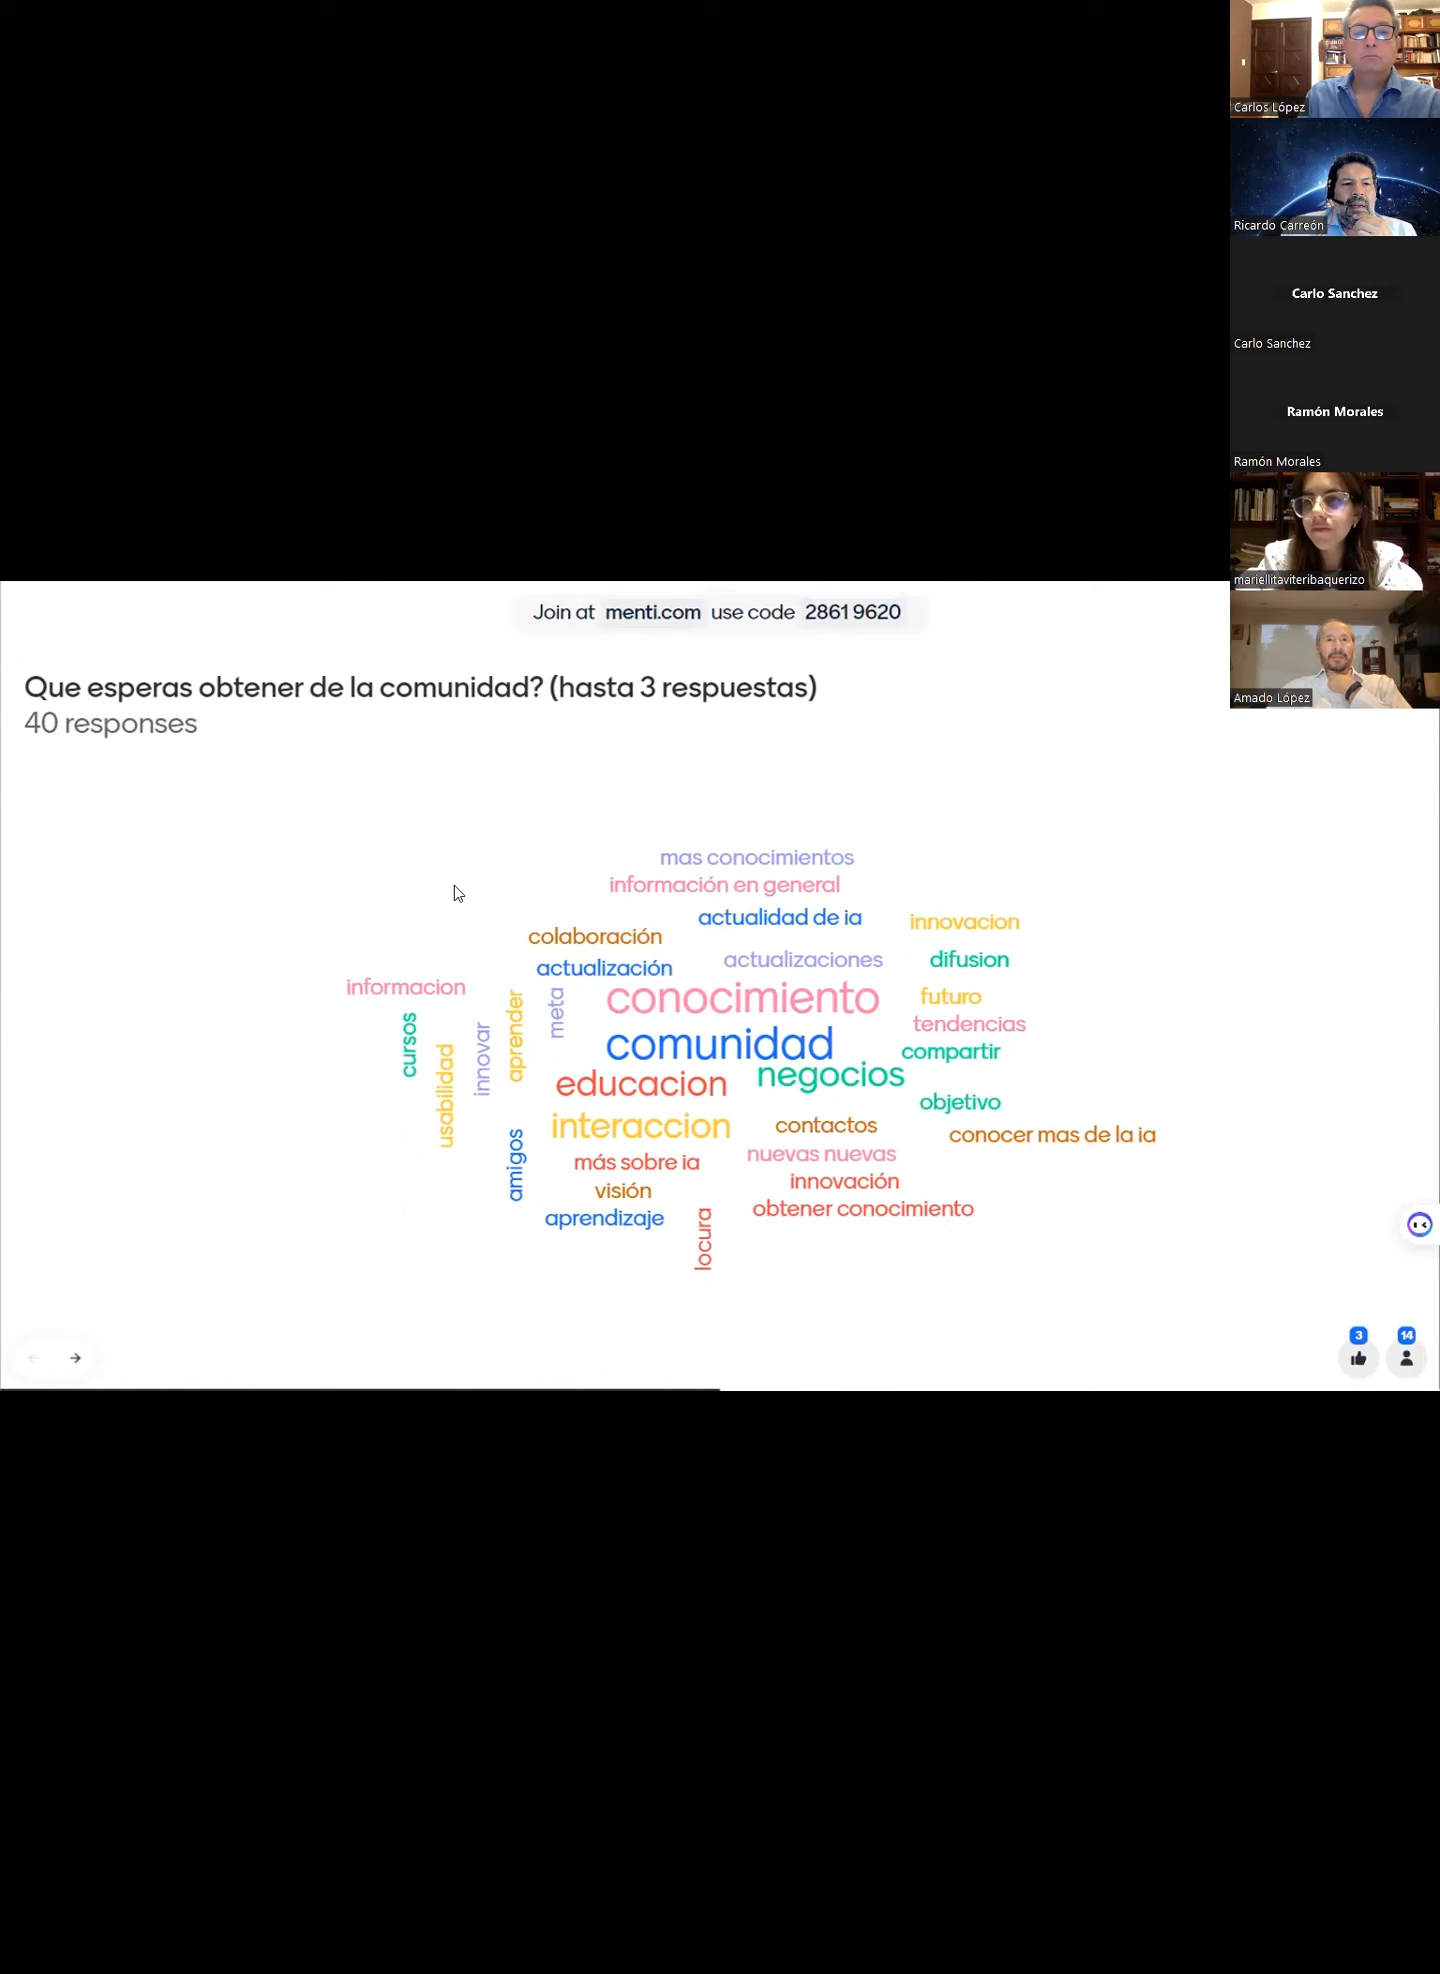 Carlos López
Ricardo Carreón
Carlo Sanchez
Carlo Sanchez
Ramón Morales
Ramón Morales
mariellitaviteribaquerizo
Amado López
Join at menti.com use code 2861 9620
Que esperas obtener de la comunidad? (hasta 3 respuestas)
40 responses
mas conocimientos
información en general
actualidad de ia
innovacion
colaboración
actualizaciones
difusion
actualización
informacion
conocimiento
futuro
tendencias
cursos
usabilidad
innovar
aprender
meta
comunidad
compartir
negocios
educacion
objetivo
interaccion
contactos
conocer mas de la ia
amigos
más sobre ia
nuevas nuevas
visión
innovación
aprendizaje
obtener conocimiento
locura
3
14